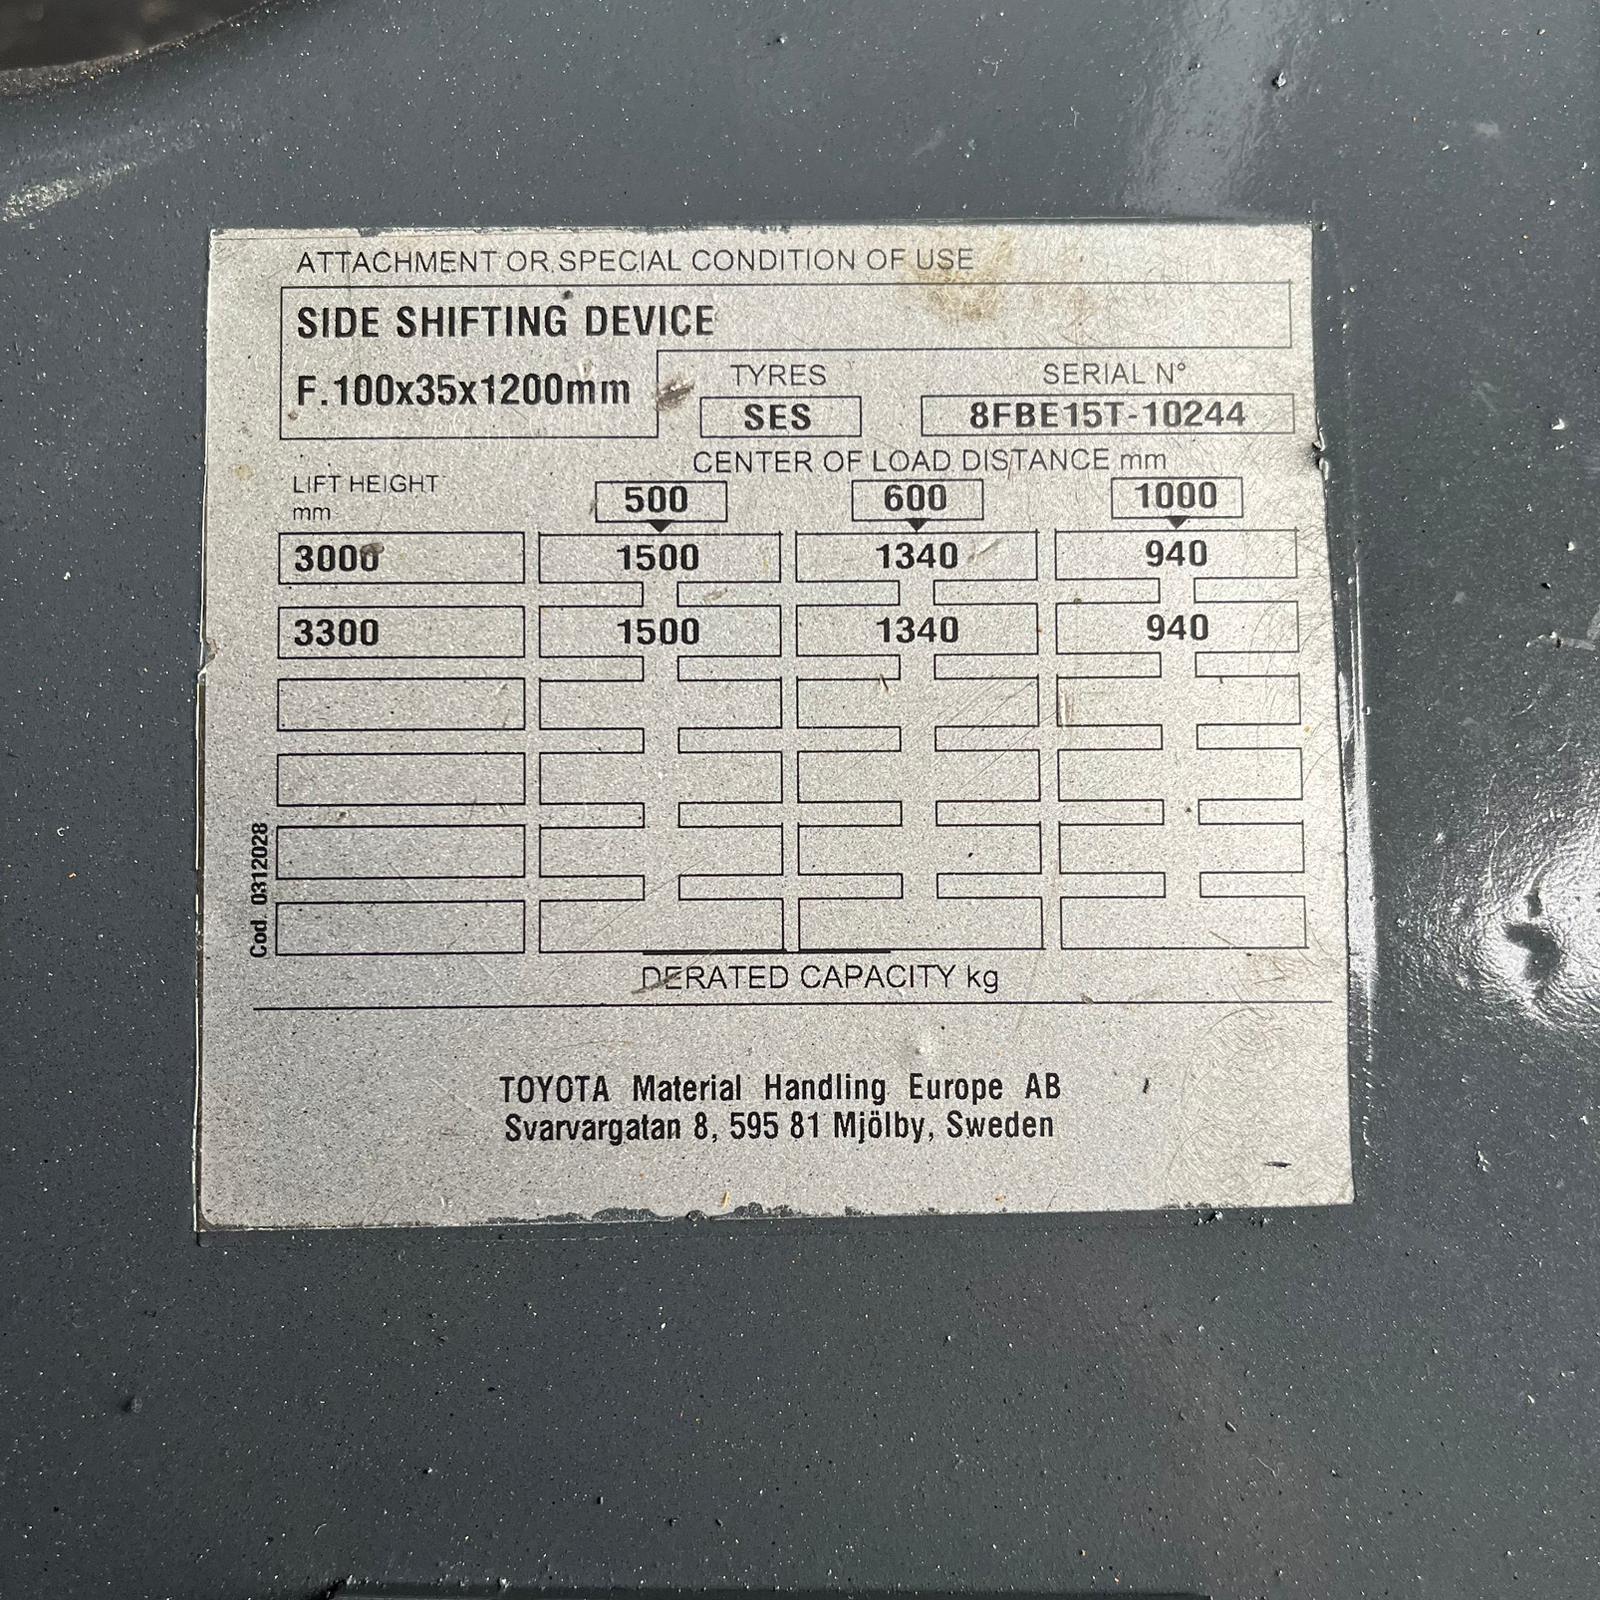 ATTACHMENT OR SPECIAL CONDITION OF USE
SIDE SHIFTING DEVICE
F.100x35x1200mm
TYRES SERIAL N°
SES 8FBE15T-10244
CENTER OF LOAD DISTANCE mm
LIFT HEIGHT
mm
500 600 1000
3000 1500 1340 940
3300 1500 1340 940
Cod. 0312028
DERATED CAPACITY kg
TOYOTA Material Handling Europe AB
Svarvargatan 8, 595 81 Mjölby, Sweden